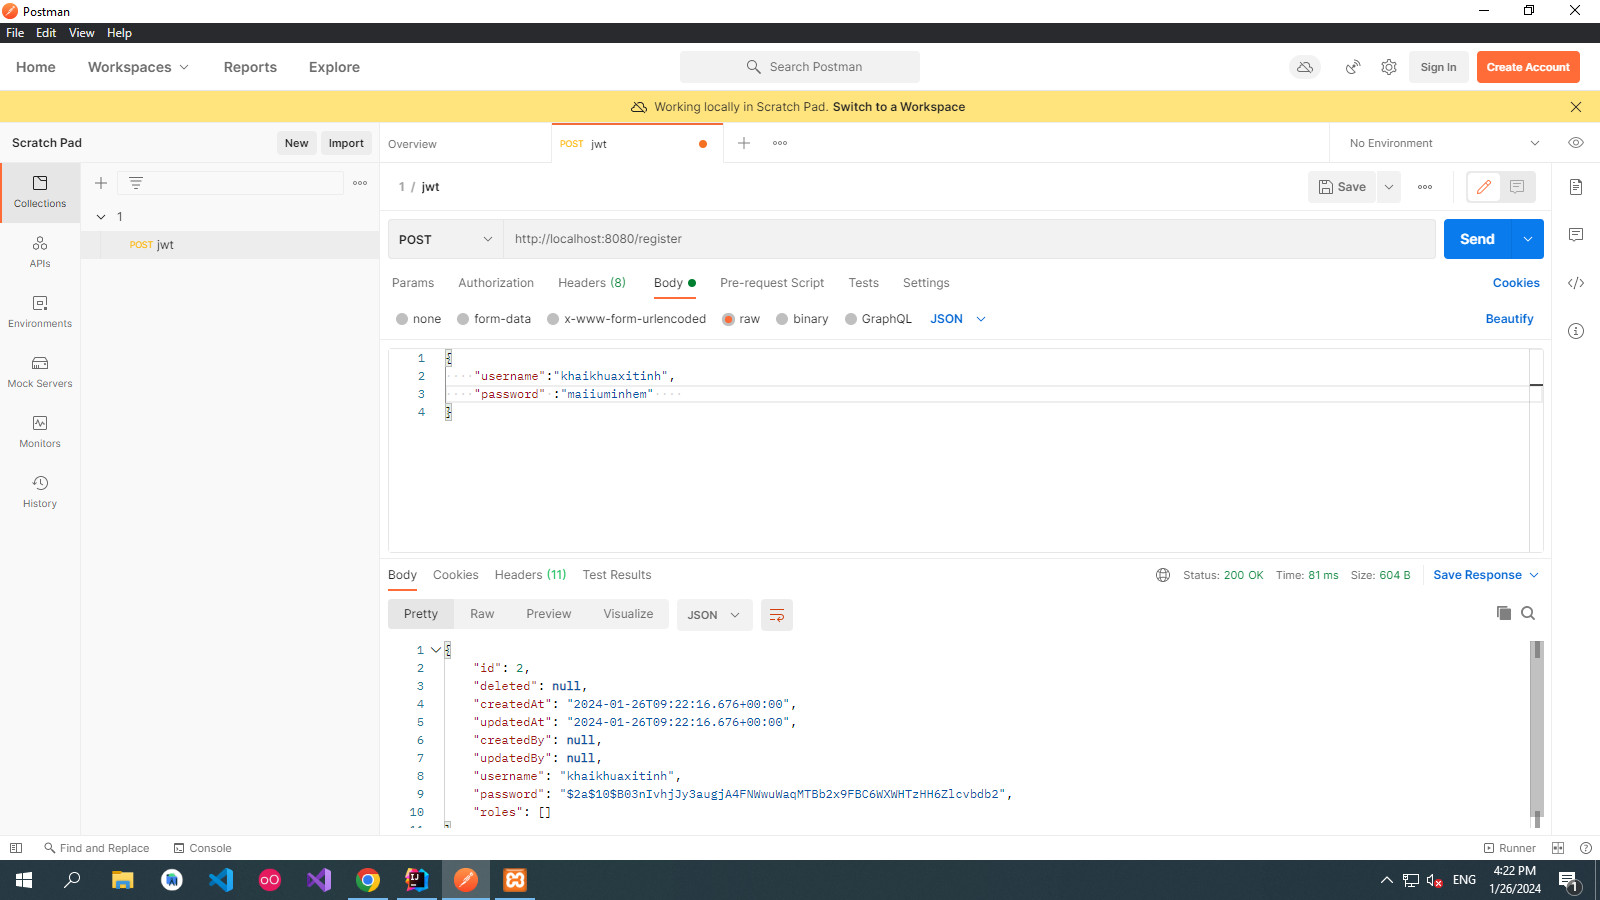 Postman
File Edit View Help
Home Workspaces Reports Explore Search Postman Sign In Create Account
Working locally in Scratch Pad. Switch to a Workspace
Scratch Pad New Import Overview POST jwt No Environment
1 / jwt Save
Collections
1
POST jwt
POST http://localhost:8080/register Send
APIs
Params Authorization Headers (8) Body Pre-request Script Tests Settings Cookies
none form-data x-www-form-urlencoded raw binary GraphQL JSON Beautify
Environments
Mock Servers
Monitors
History
1 {
2 "username":"khaikhuaxitinh",
3 "password" :"maiiuminhem"
4 }
Body Cookies Headers (11) Test Results Status: 200 OK Time: 81 ms Size: 604 B Save Response
Pretty Raw Preview Visualize JSON
1 {
2 "id": 2,
3 "deleted": null,
4 "createdAt": "2024-01-26T09:22:16.676+00:00",
5 "updatedAt": "2024-01-26T09:22:16.676+00:00",
6 "createdBy": null,
7 "updatedBy": null,
8 "username": "khaikhuaxitinh",
9 "password": "$2a$10$B03nIvhjJy3augjA4FNWwuWaqMTBb2x9FBC6WXWHTzHH6Zlcvbdb2",
10 "roles": []
Find and Replace Console Runner
ENG 4:22 PM
1/26/2024 1